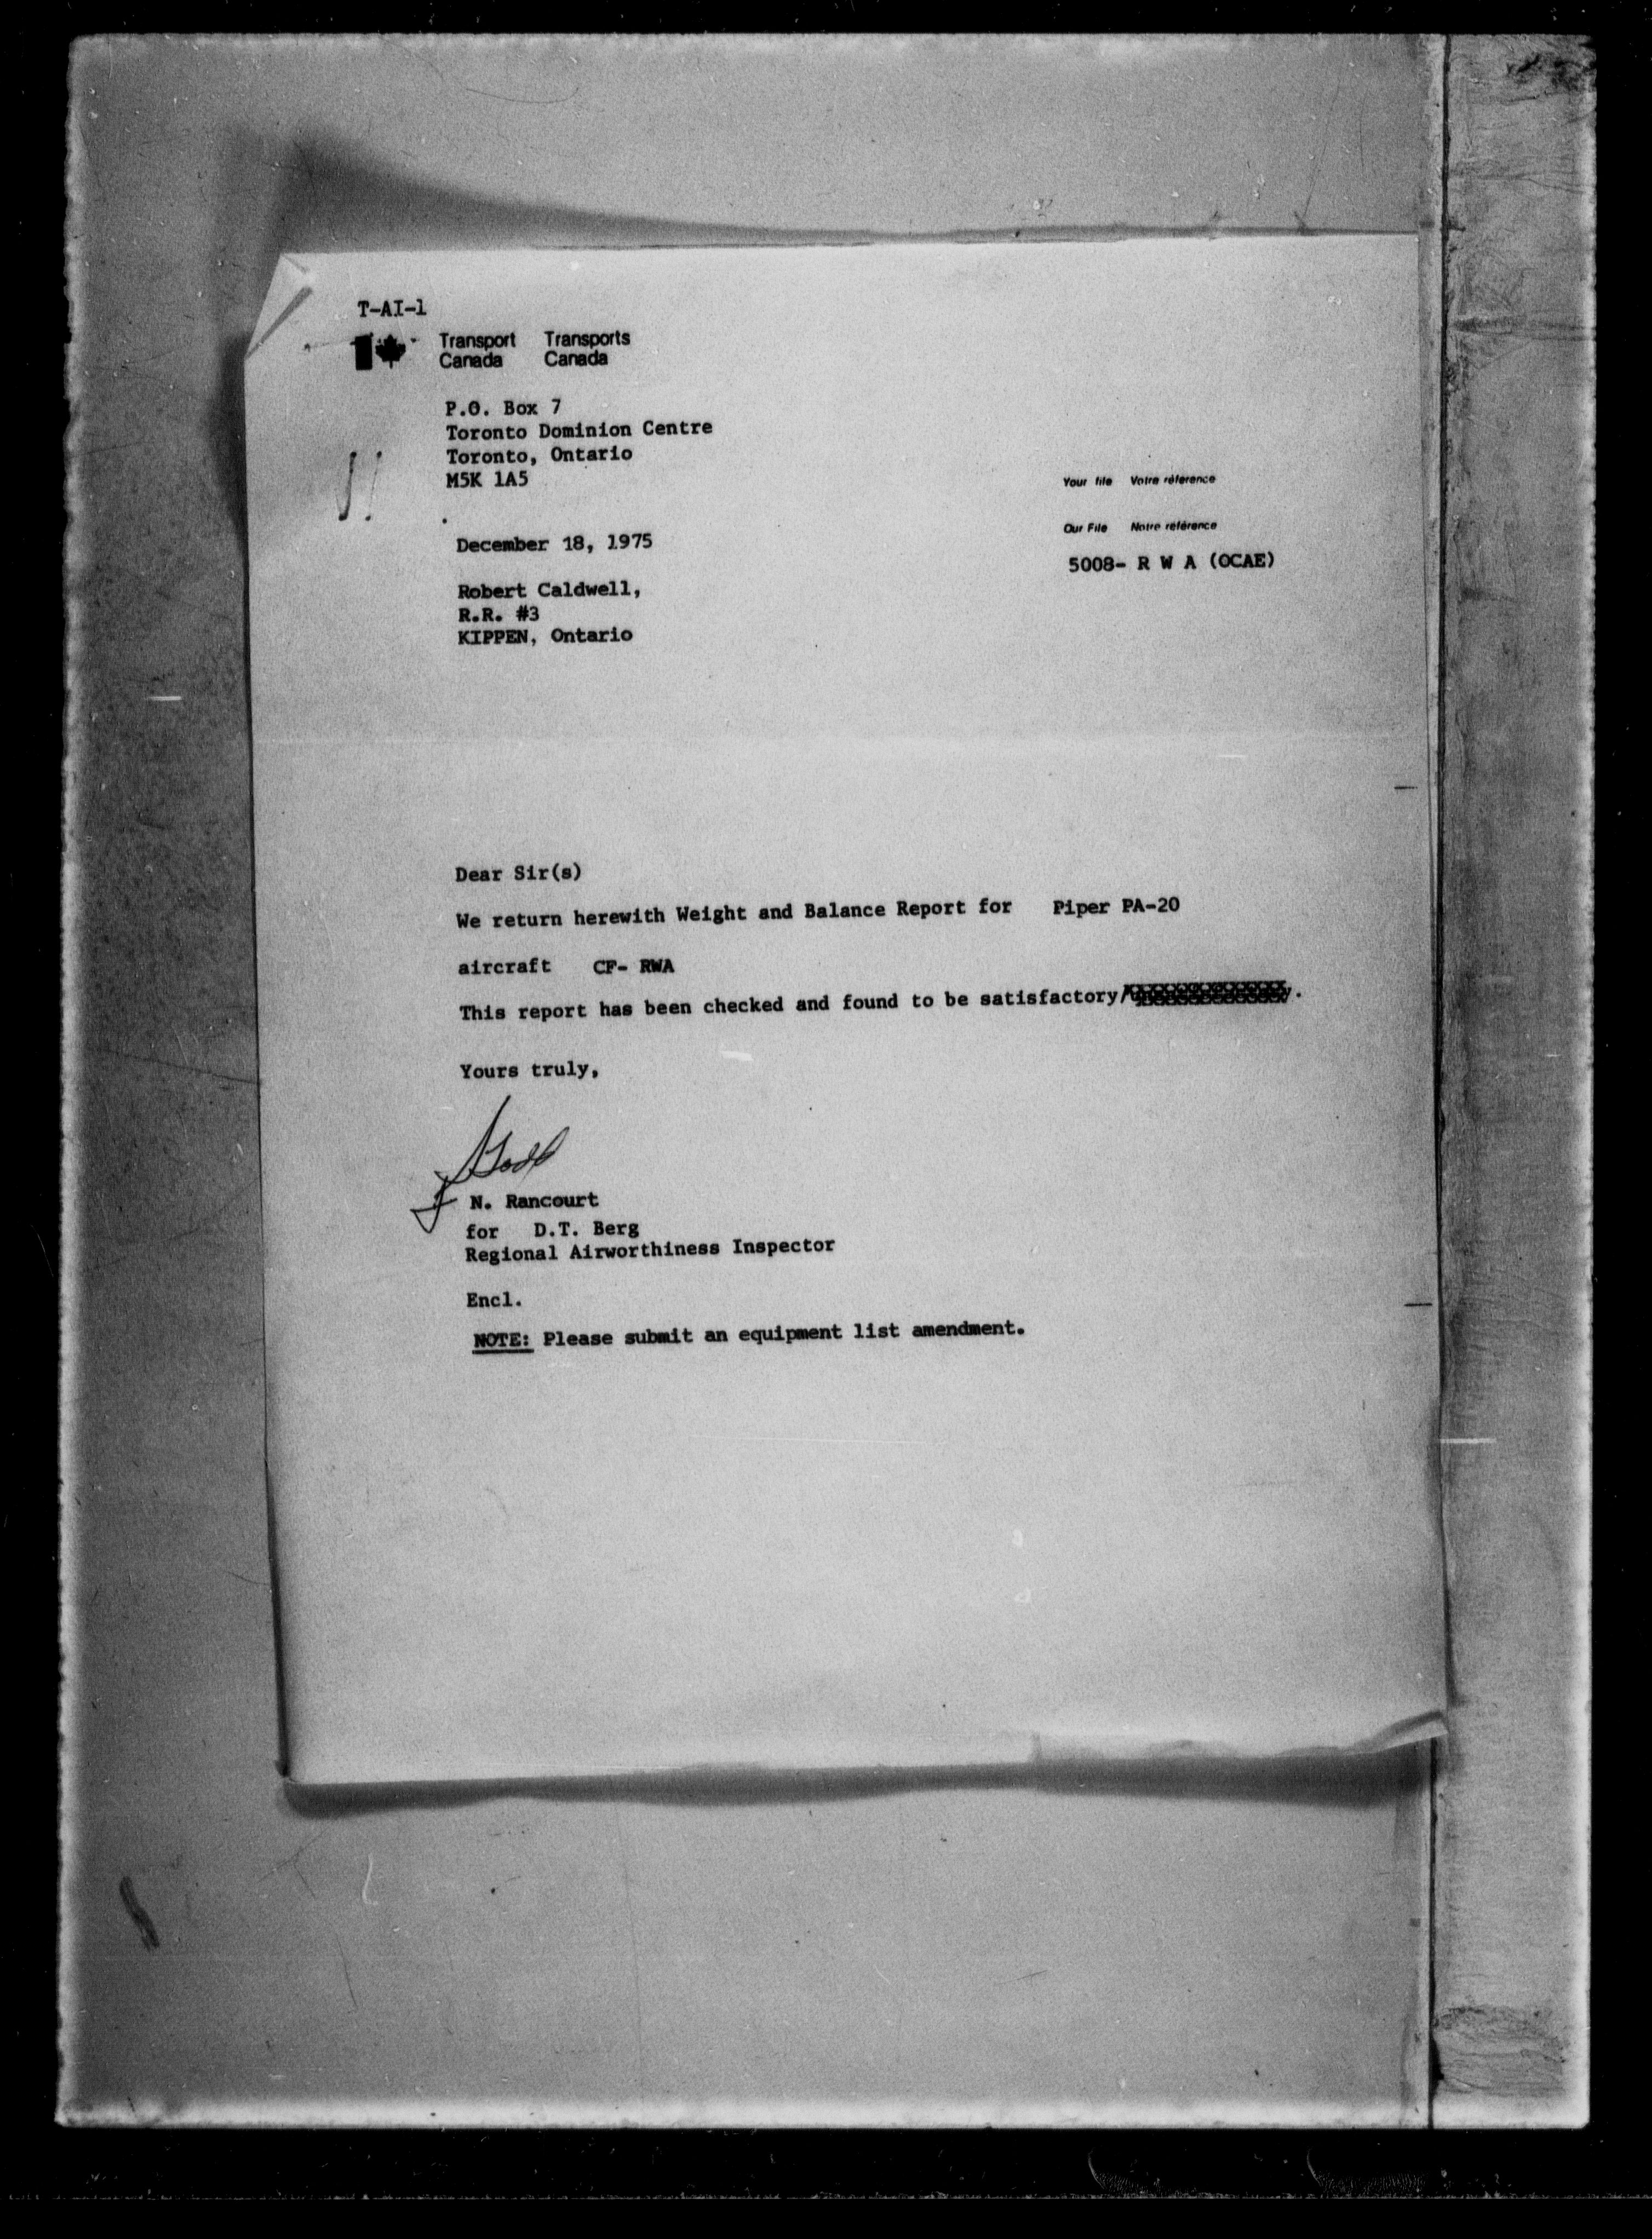 T-AI-1
Transport Transports
Canada Canada
P.O. Box 7
Toronto Dominion Centre
Toronto, Ontario
M5K 1A5
Your file Votre référence
Our File Notre référence
5008- R W A (OCAE)
December 18, 1975
Robert Caldwell,
R.R. #3
KIPPEN, Ontario
Dear Sir(s)
We return herewith Weight and Balance Report for Piper PA-20
aircraft CF- RWA
This report has been checked and found to be satisfactory/ .
Yours truly,
N. Rancourt
for D.T. Berg
Regional Airworthiness Inspector
Encl.
NOTE: Please submit an equipment list amendment.